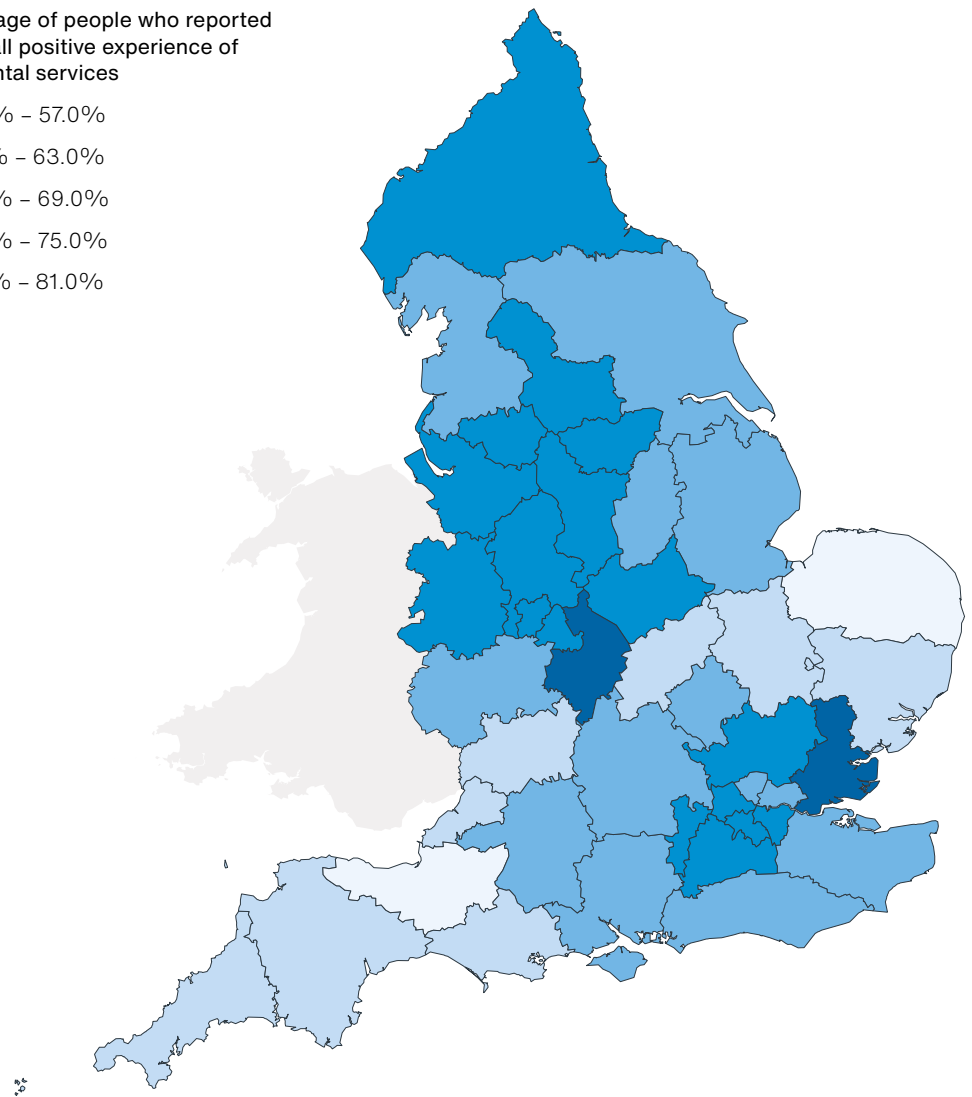 age of people who reported
all positive experience of
ntal services
% – 57.0%
% – 63.0%
% – 69.0%
% – 75.0%
% – 81.0%